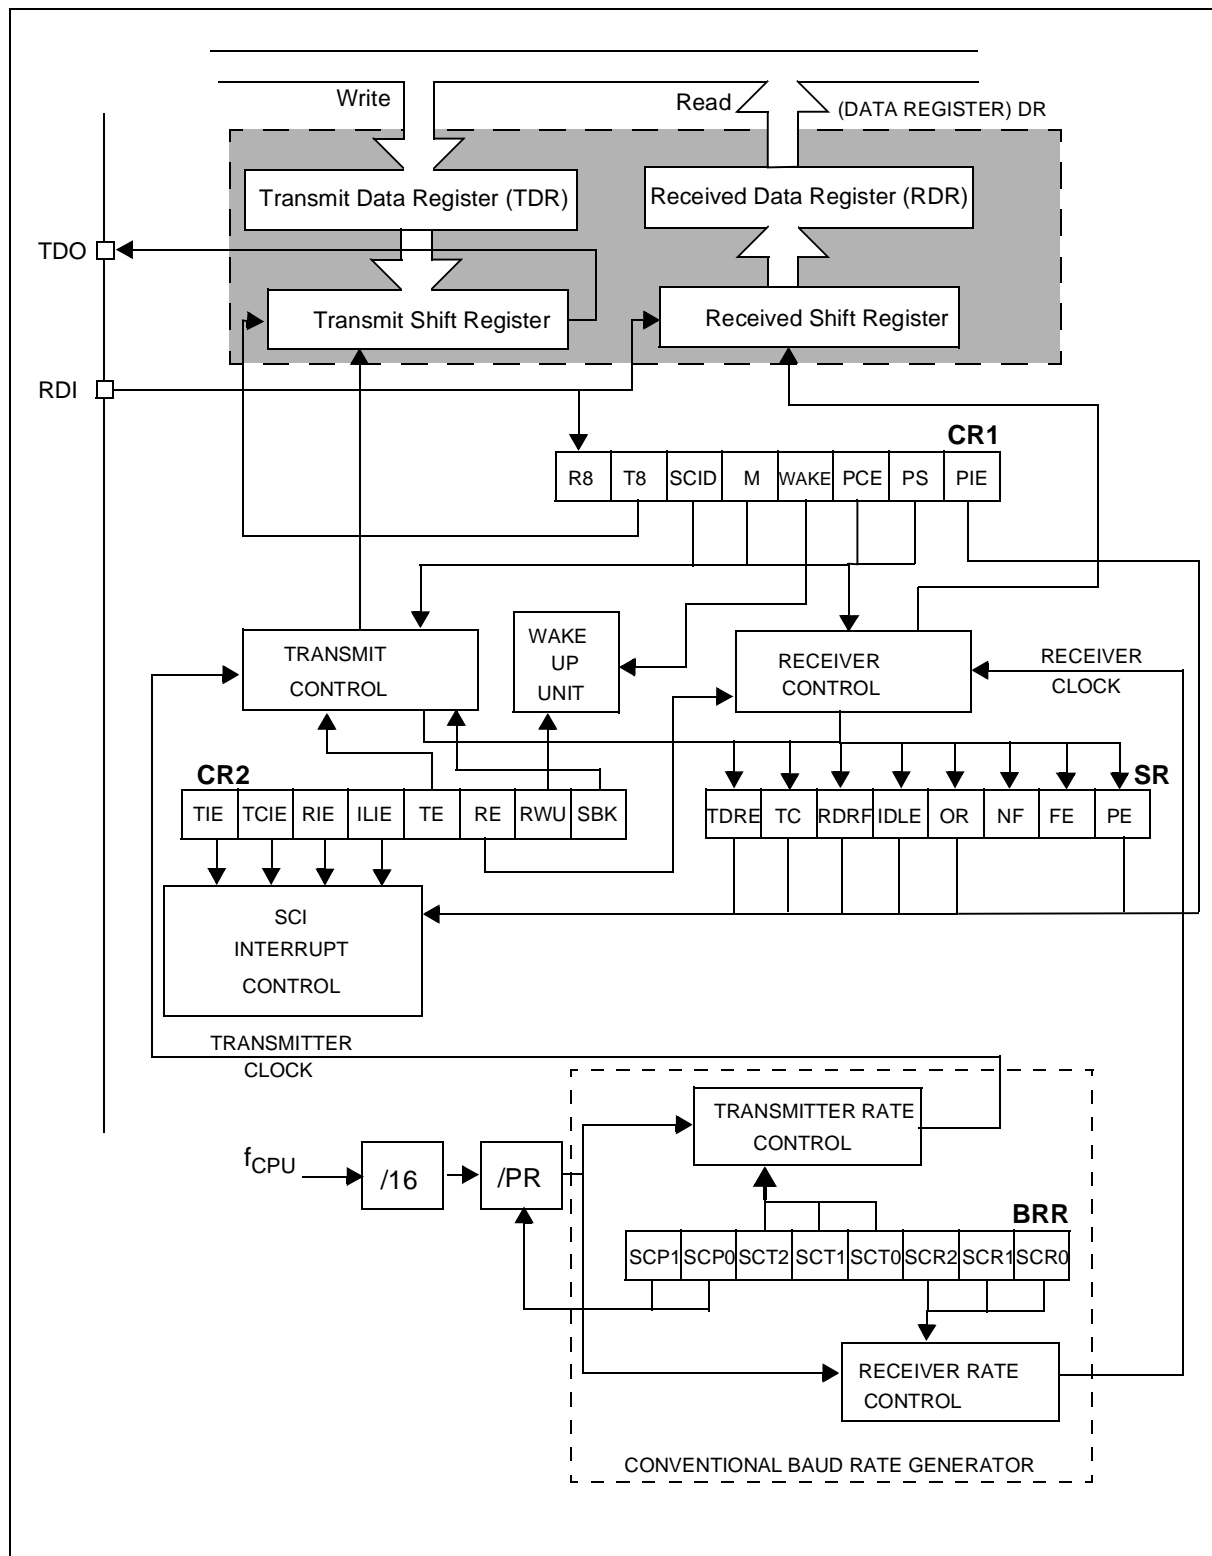 Write
Read
(DATA REGISTER) DR
Transmit Data Register (TDR)
Received Data Register (RDR)
TDO
Transmit Shift Register
Received Shift Register
RDI
CR1
R8 T8 SCID M WAKE PCE PS PIE
TRANSMIT
CONTROL
WAKE
UP
UNIT
RECEIVER
CONTROL
RECEIVER
CLOCK
CR2
TIE TCIE RIE ILIE TE RE RWU SBK
SR
TDRE TC RDRF IDLE OR NF FE PE
SCI
INTERRUPT
CONTROL
TRANSMITTER
CLOCK
TRANSMITTER RATE
CONTROL
fCPU
/16
/PR
BRR
SCP1 SCP0 SCT2 SCT1 SCT0 SCR2 SCR1 SCR0
RECEIVER RATE
CONTROL
CONVENTIONAL BAUD RATE GENERATOR